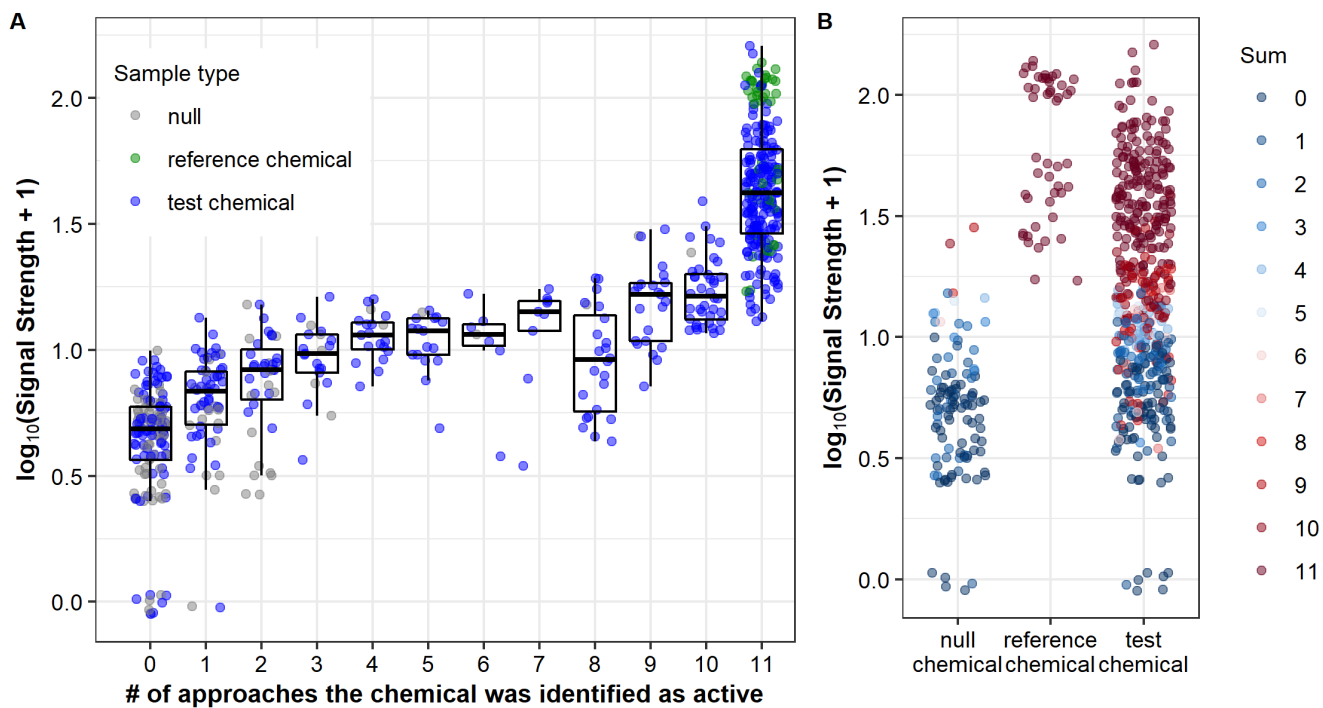 A
Sample type
null
reference chemical
test chemical
log₁₀(Signal Strength + 1)
2.0
1.5
1.0
0.5
0.0
0 1 2 3 4 5 6 7 8 9 10 11
# of approaches the chemical was identified as active
B
log₁₀(Signal Strength + 1)
2.0
1.5
1.0
0.5
0.0
null chemical
reference chemical
test chemical
Sum
0
1
2
3
4
5
6
7
8
9
10
11